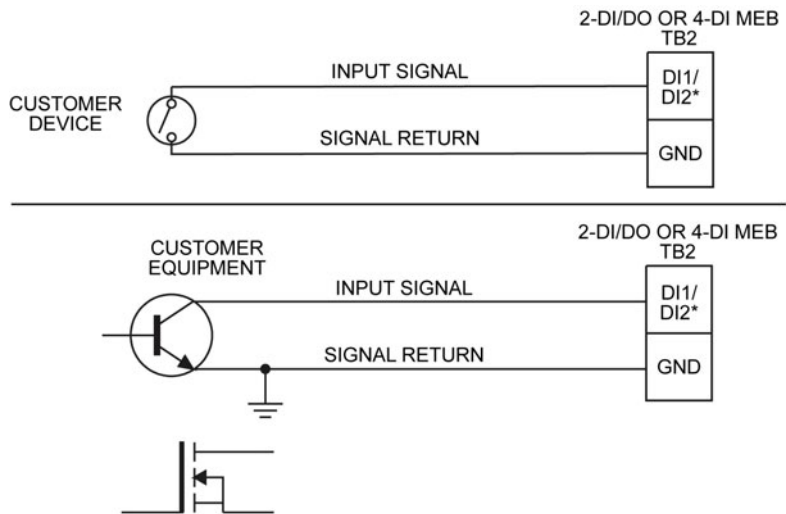 2-DI/DO OR 4-DI MEB
TB2
INPUT SIGNAL
DI1/
DI2*
CUSTOMER
DEVICE
SIGNAL RETURN
GND
2-DI/DO OR 4-DI MEB
TB2
CUSTOMER
EQUIPMENT
INPUT SIGNAL
DI1/
DI2*
SIGNAL RETURN
GND